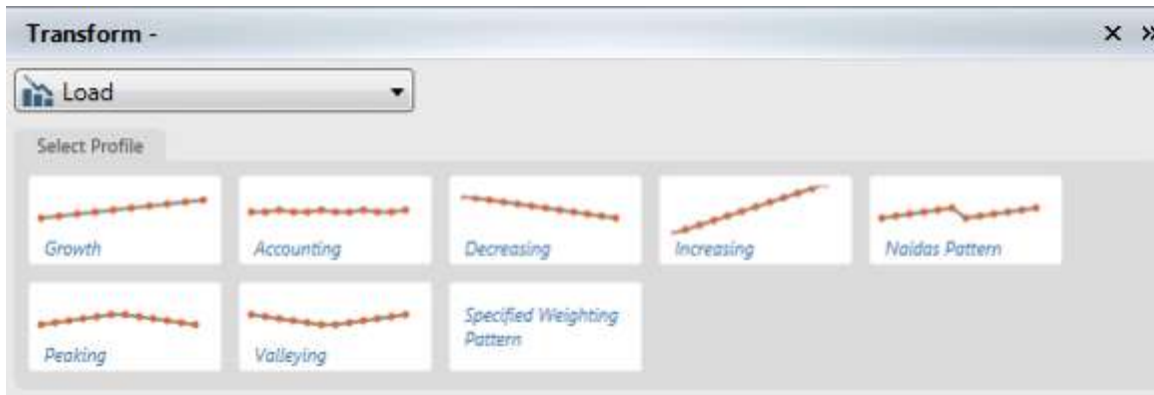 Transform -
Load
Select Profile
Growth
Accounting
Decreasing
Increasing
Naidas Pattern
Peaking
Valleying
Specified Weighting
Pattern